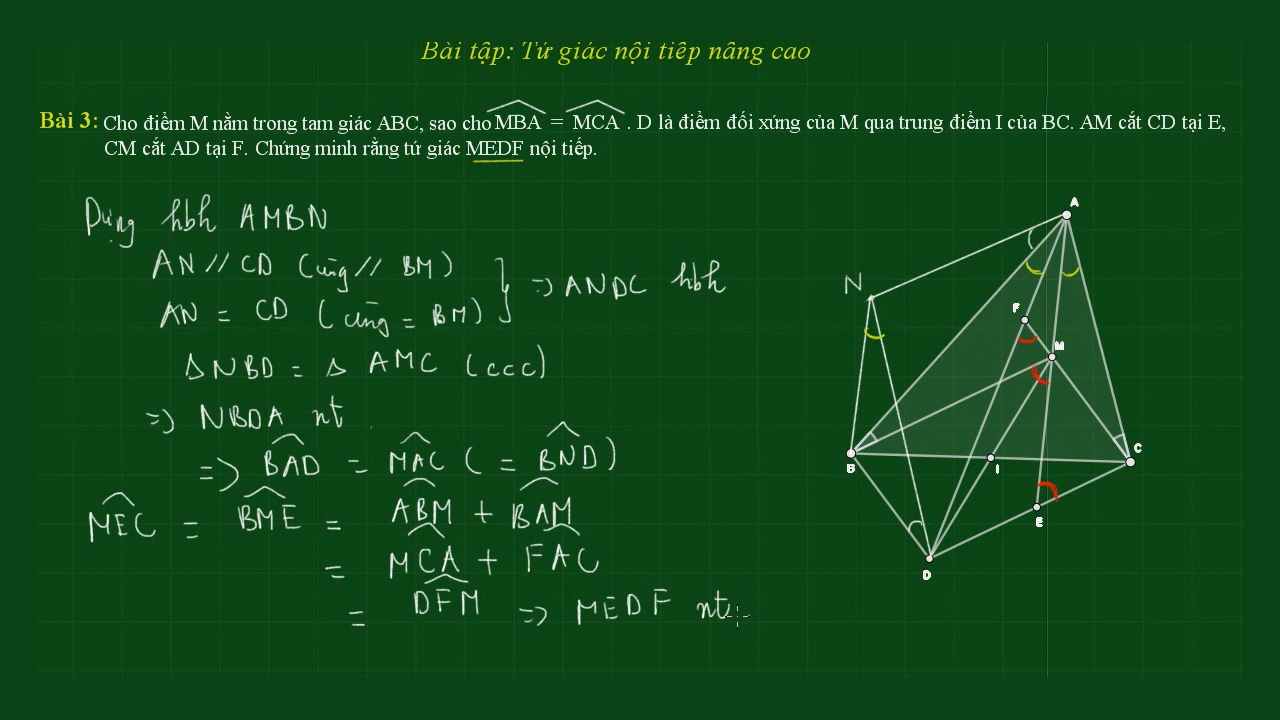 Bài tập: Tứ giác nội tiếp nâng cao
Bài 3: Cho điểm M nằm trong tam giác ABC, sao cho MBA = MCA . D là điểm đối xứng của M qua trung điểm I của BC. AM cắt CD tại E,
CM cắt AD tại F. Chứng minh rằng tứ giác MEDF nội tiếp.
Dựng hbh AMBN
AN // CD (cùng // BM)
AN = CD (cùng = BM) } => ANDC hbh
Δ NBD = Δ AMC (ccc)
=> NBDA nt
=> BAD = MAC ( = BND)
MEC = BME = ABM + BAM
= MCA + FAC
= DFM => MEDF nt
A
N
F
M
B
I
C
E
D